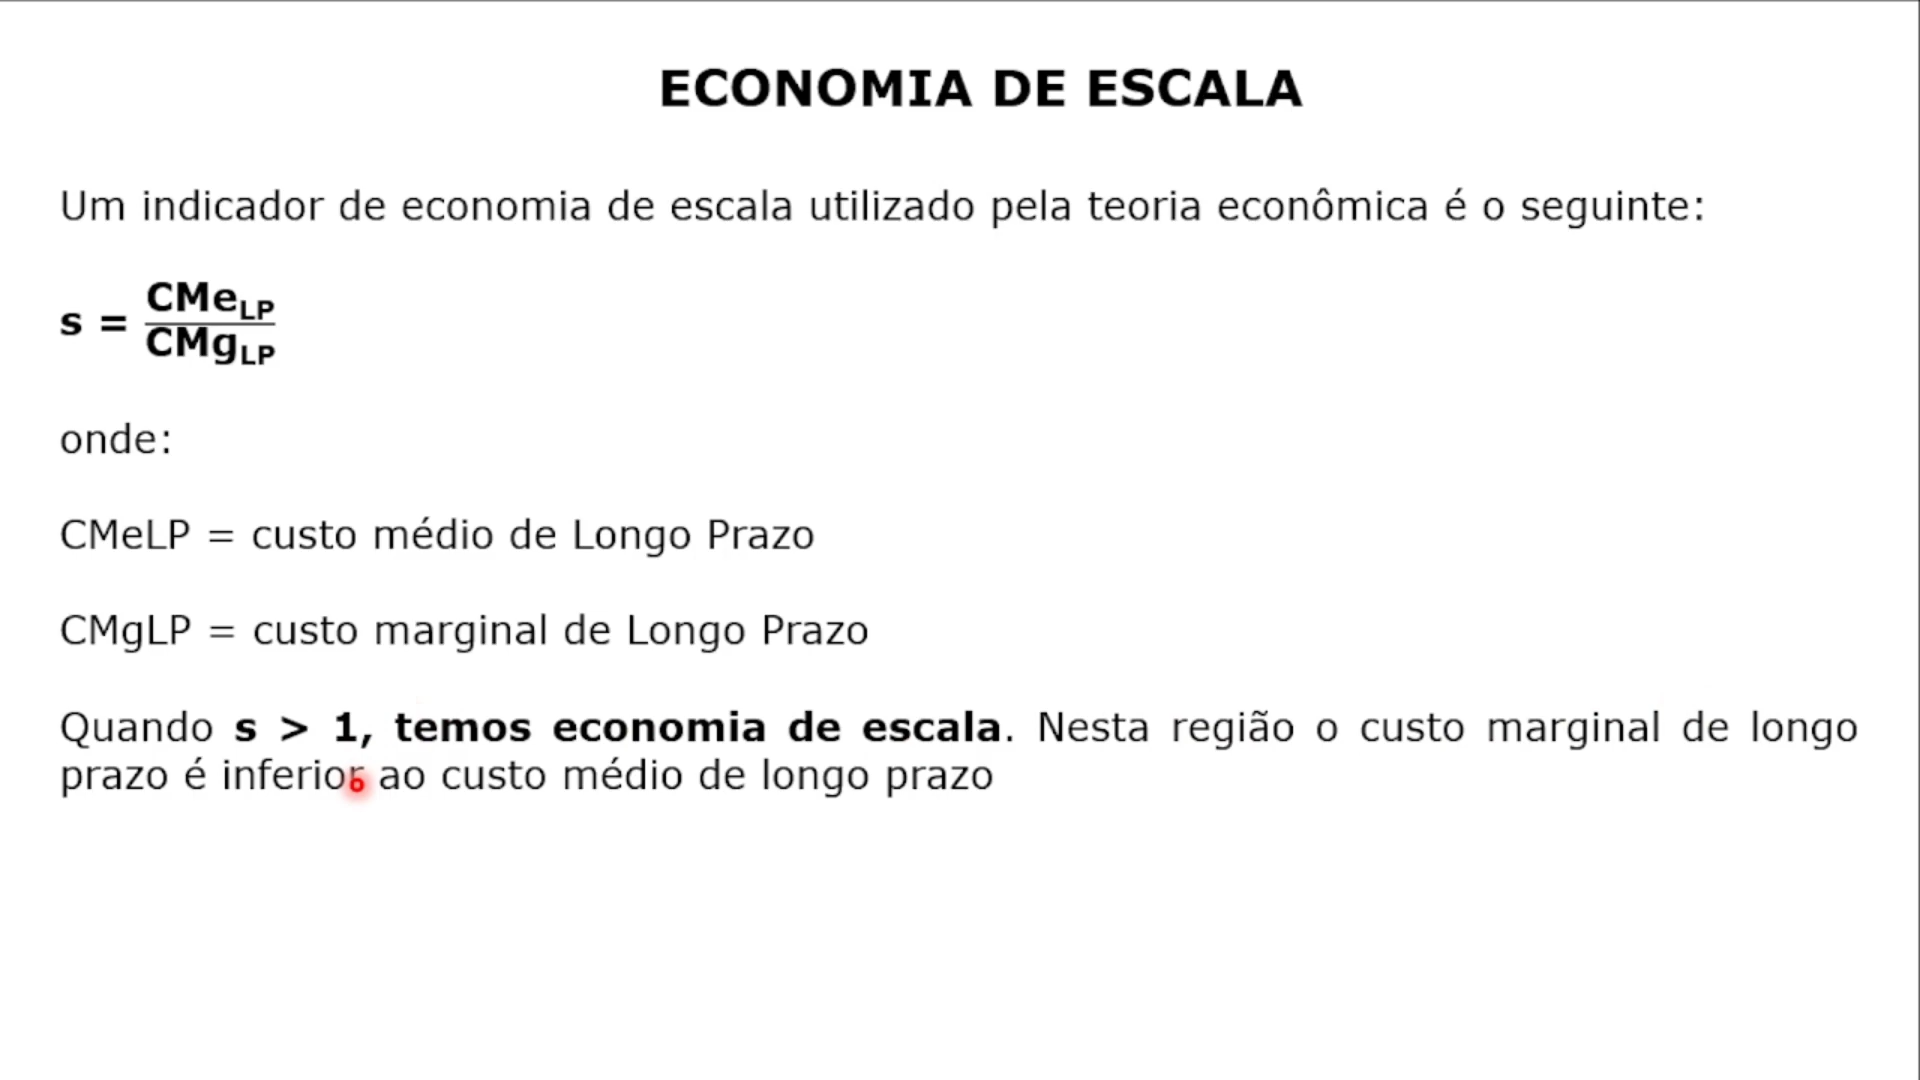 ECONOMIA DE ESCALA
Um indicador de economia de escala utilizado pela teoria econômica é o seguinte:
s = CMeLP
CMgLP
onde:
CMeLP = custo médio de Longo Prazo
CMgLP = custo marginal de Longo Prazo
Quando s > 1, temos economia de escala. Nesta região o custo marginal de longo
prazo é inferior ao custo médio de longo prazo